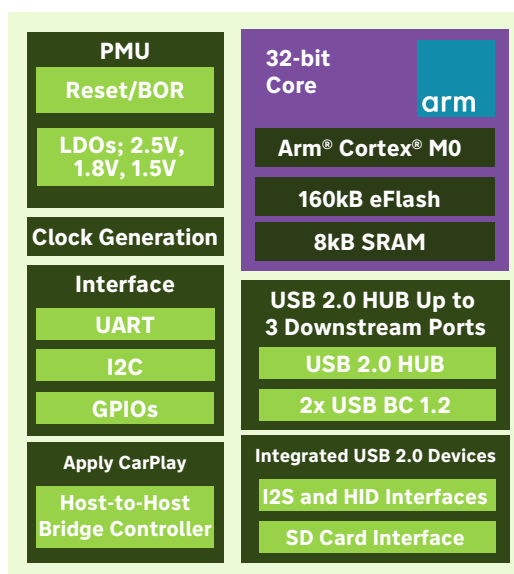 PMU
Reset/BOR
LDOs; 2.5V,
1.8V, 1.5V
Clock Generation
Interface
UART
I2C
GPIOs
Apply CarPlay
Host-to-Host
Bridge Controller
32-bit
Core
arm
Arm® Cortex® M0
160kB eFlash
8kB SRAM
USB 2.0 HUB Up to
3 Downstream Ports
USB 2.0 HUB
2x USB BC 1.2
Integrated USB 2.0 Devices
I2S and HID Interfaces
SD Card Interface